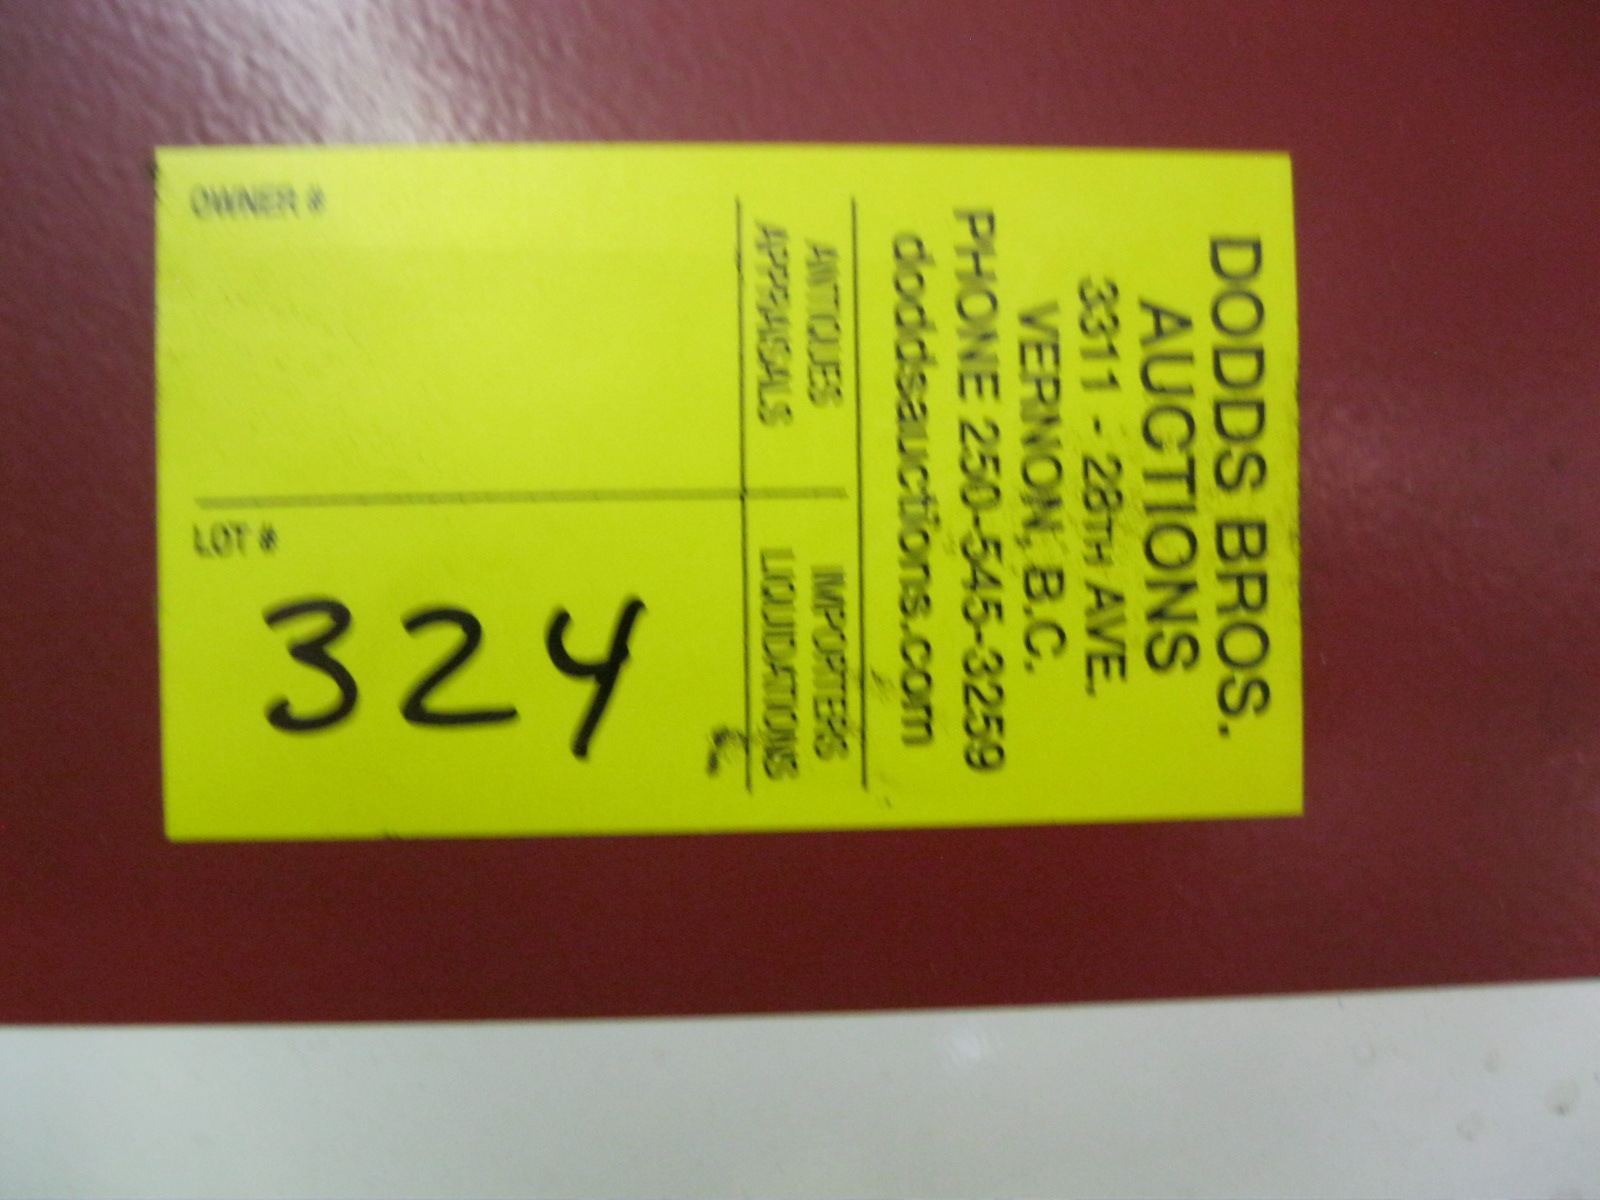 DODDS BROS.
AUCTIONS
3311 - 28TH AVE.
VERNON, B.C.
PHONE 250-545-3259
doddsauctions.com
ANTIQUES IMPORTERS
APPRAISALS LIQUIDATIONS
OWNER #
LOT #
324